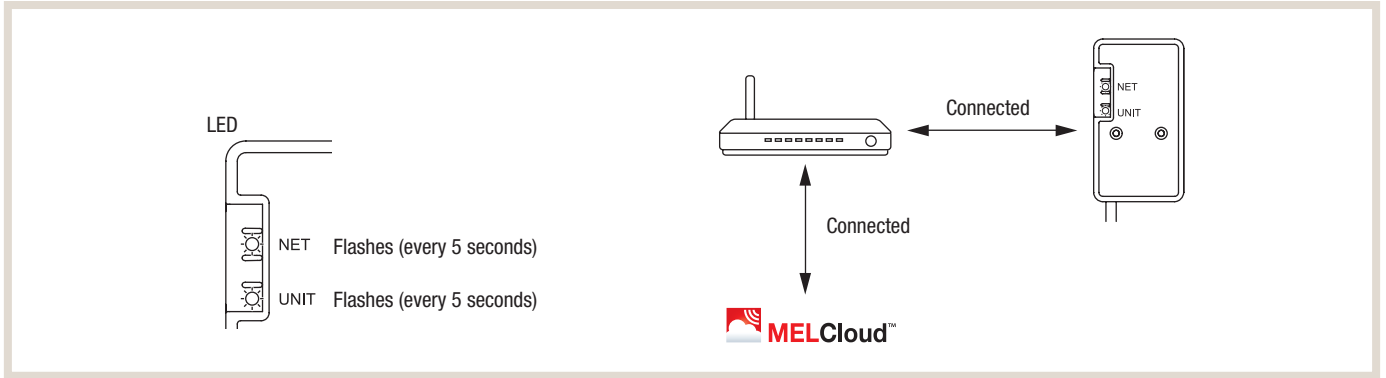 LED
NET Flashes (every 5 seconds)
UNIT Flashes (every 5 seconds)
Connected
NET
UNIT
Connected
MELCloud™